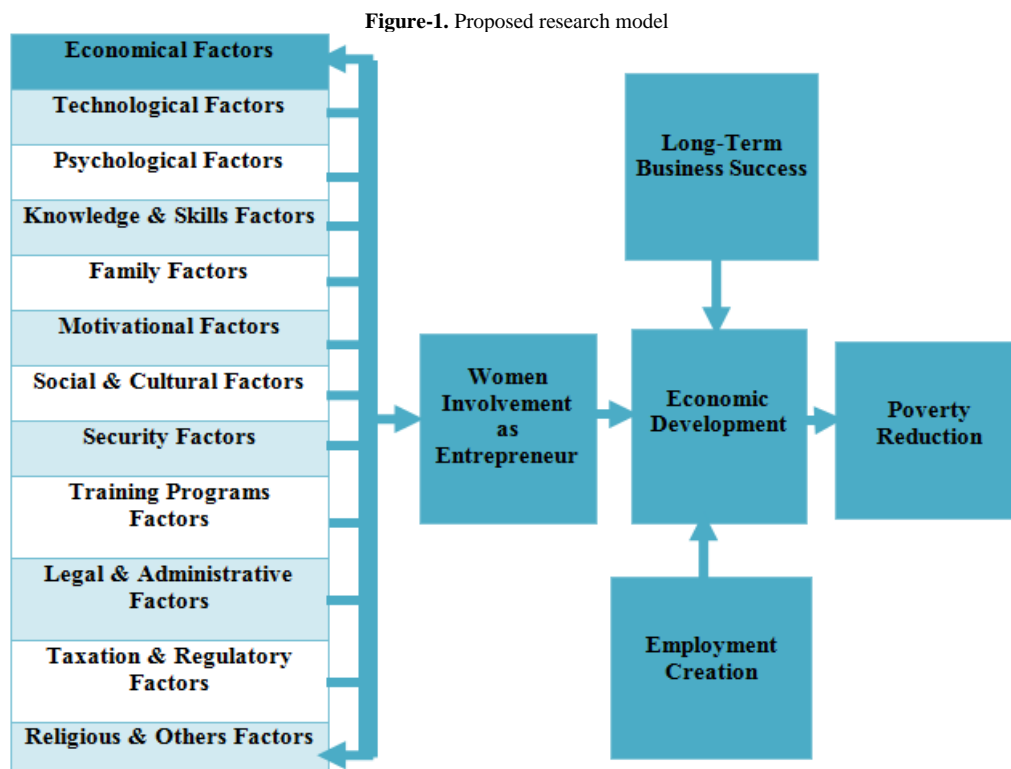 Figure-1. Proposed research model
Economical Factors
Technological Factors
Psychological Factors
Knowledge & Skills Factors
Family Factors
Motivational Factors
Social & Cultural Factors
Security Factors
Training Programs
Factors
Legal & Administrative
Factors
Taxation & Regulatory
Factors
Religious & Others Factors
Women
Involvement
as
Entrepreneur
Long-Term
Business Success
Economic
Development
Employment
Creation
Poverty
Reduction